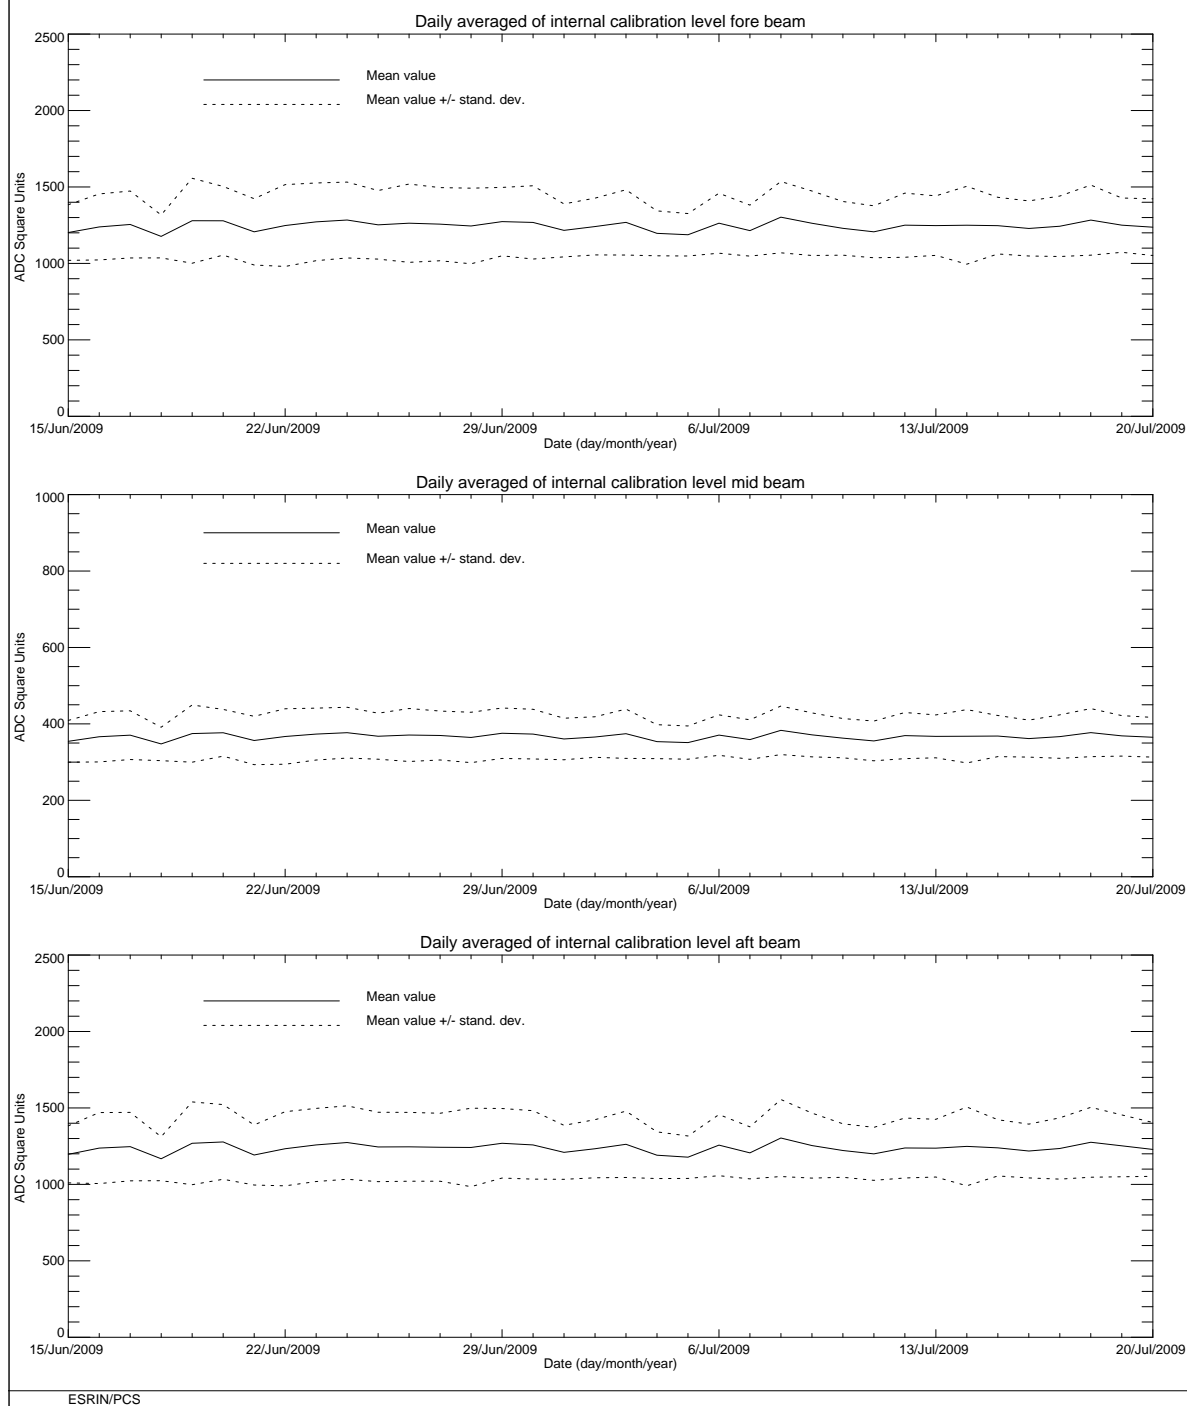 Daily averaged of internal calibration level fore beam
2500
2000
1500
1000
500
0
ADC Square Units
Mean value
Mean value +/- stand. dev.
15/Jun/2009 22/Jun/2009 29/Jun/2009 6/Jul/2009 13/Jul/2009 20/Jul/2009
Date (day/month/year)
Daily averaged of internal calibration level mid beam
1000
800
600
400
200
0
ADC Square Units
Mean value
Mean value +/- stand. dev.
15/Jun/2009 22/Jun/2009 29/Jun/2009 6/Jul/2009 13/Jul/2009 20/Jul/2009
Date (day/month/year)
Daily averaged of internal calibration level aft beam
2500
2000
1500
1000
500
0
ADC Square Units
Mean value
Mean value +/- stand. dev.
15/Jun/2009 22/Jun/2009 29/Jun/2009 6/Jul/2009 13/Jul/2009 20/Jul/2009
Date (day/month/year)
ESRIN/PCS